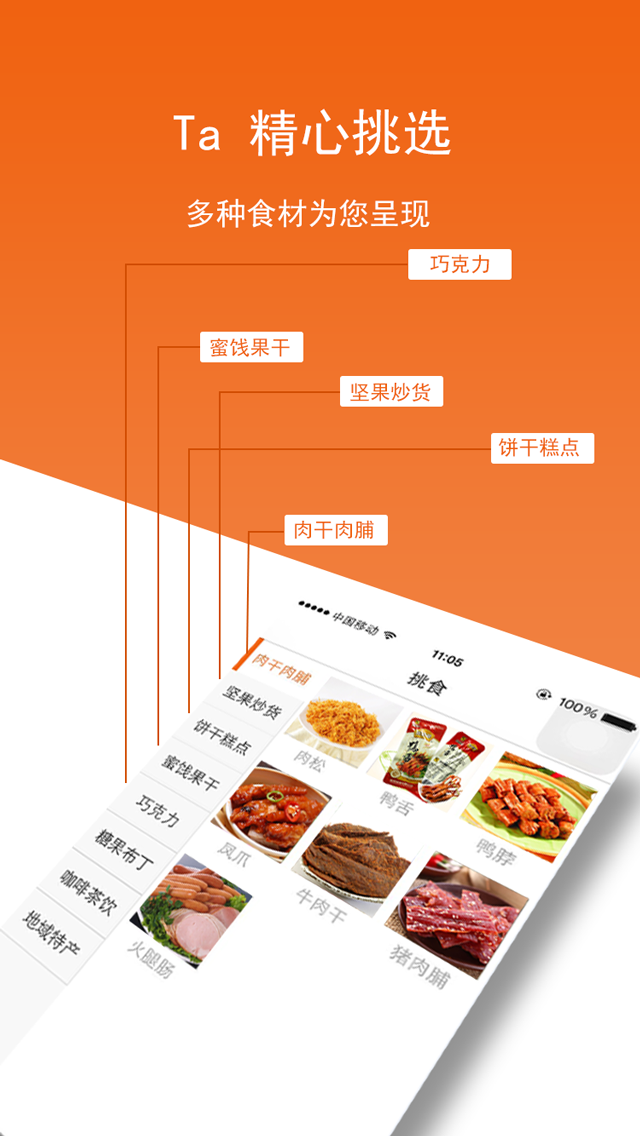 Ta 精心挑选
多种食材为您呈现
巧克力
蜜饯果干
坚果炒货
饼干糕点
肉干肉脯
中国移动
11:05
100%
挑食
肉干肉脯
坚果炒货
饼干糕点
蜜饯果干
巧克力
糖果布丁
咖啡茶饮
地域特产
肉松
鸭舌
鸭脖
凤爪
牛肉干
猪肉脯
火腿肠